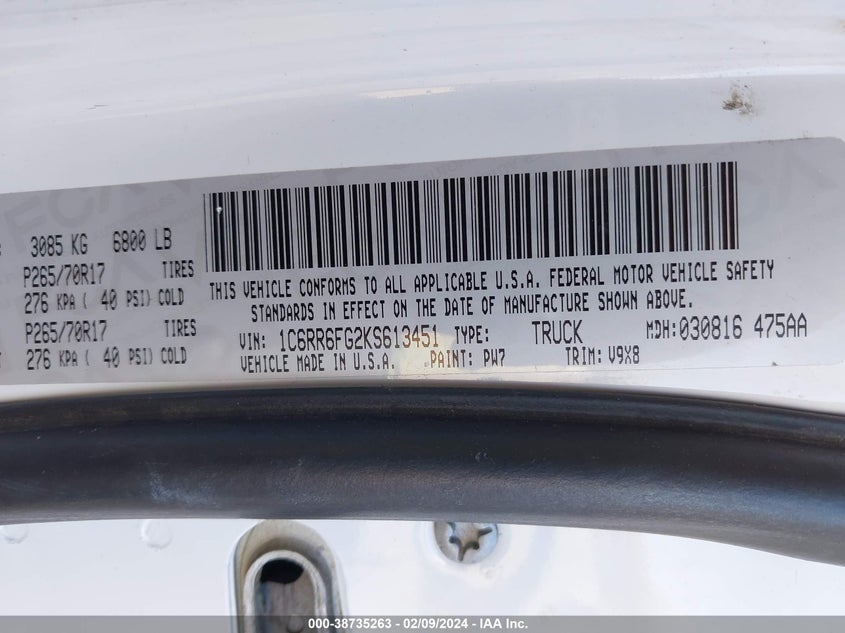 3085 KG 6800 LB
P265/70R17 TIRES
276 KPA ( 40 PSI) COLD
P265/70R17 TIRES
276 KPA ( 40 PSI) COLD
THIS VEHICLE CONFORMS TO ALL APPLICABLE U.S.A. FEDERAL MOTOR VEHICLE SAFETY
STANDARDS IN EFFECT ON THE DATE OF MANUFACTURE SHOWN ABOVE.
VIN: 1C6RR6FG2KS613451 TYPE: TRUCK MDH:030816 475AA
VEHICLE MADE IN U.S.A. PAINT: PW7 TRIM: V9X8
000-38735263 - 02/09/2024 - IAA Inc.